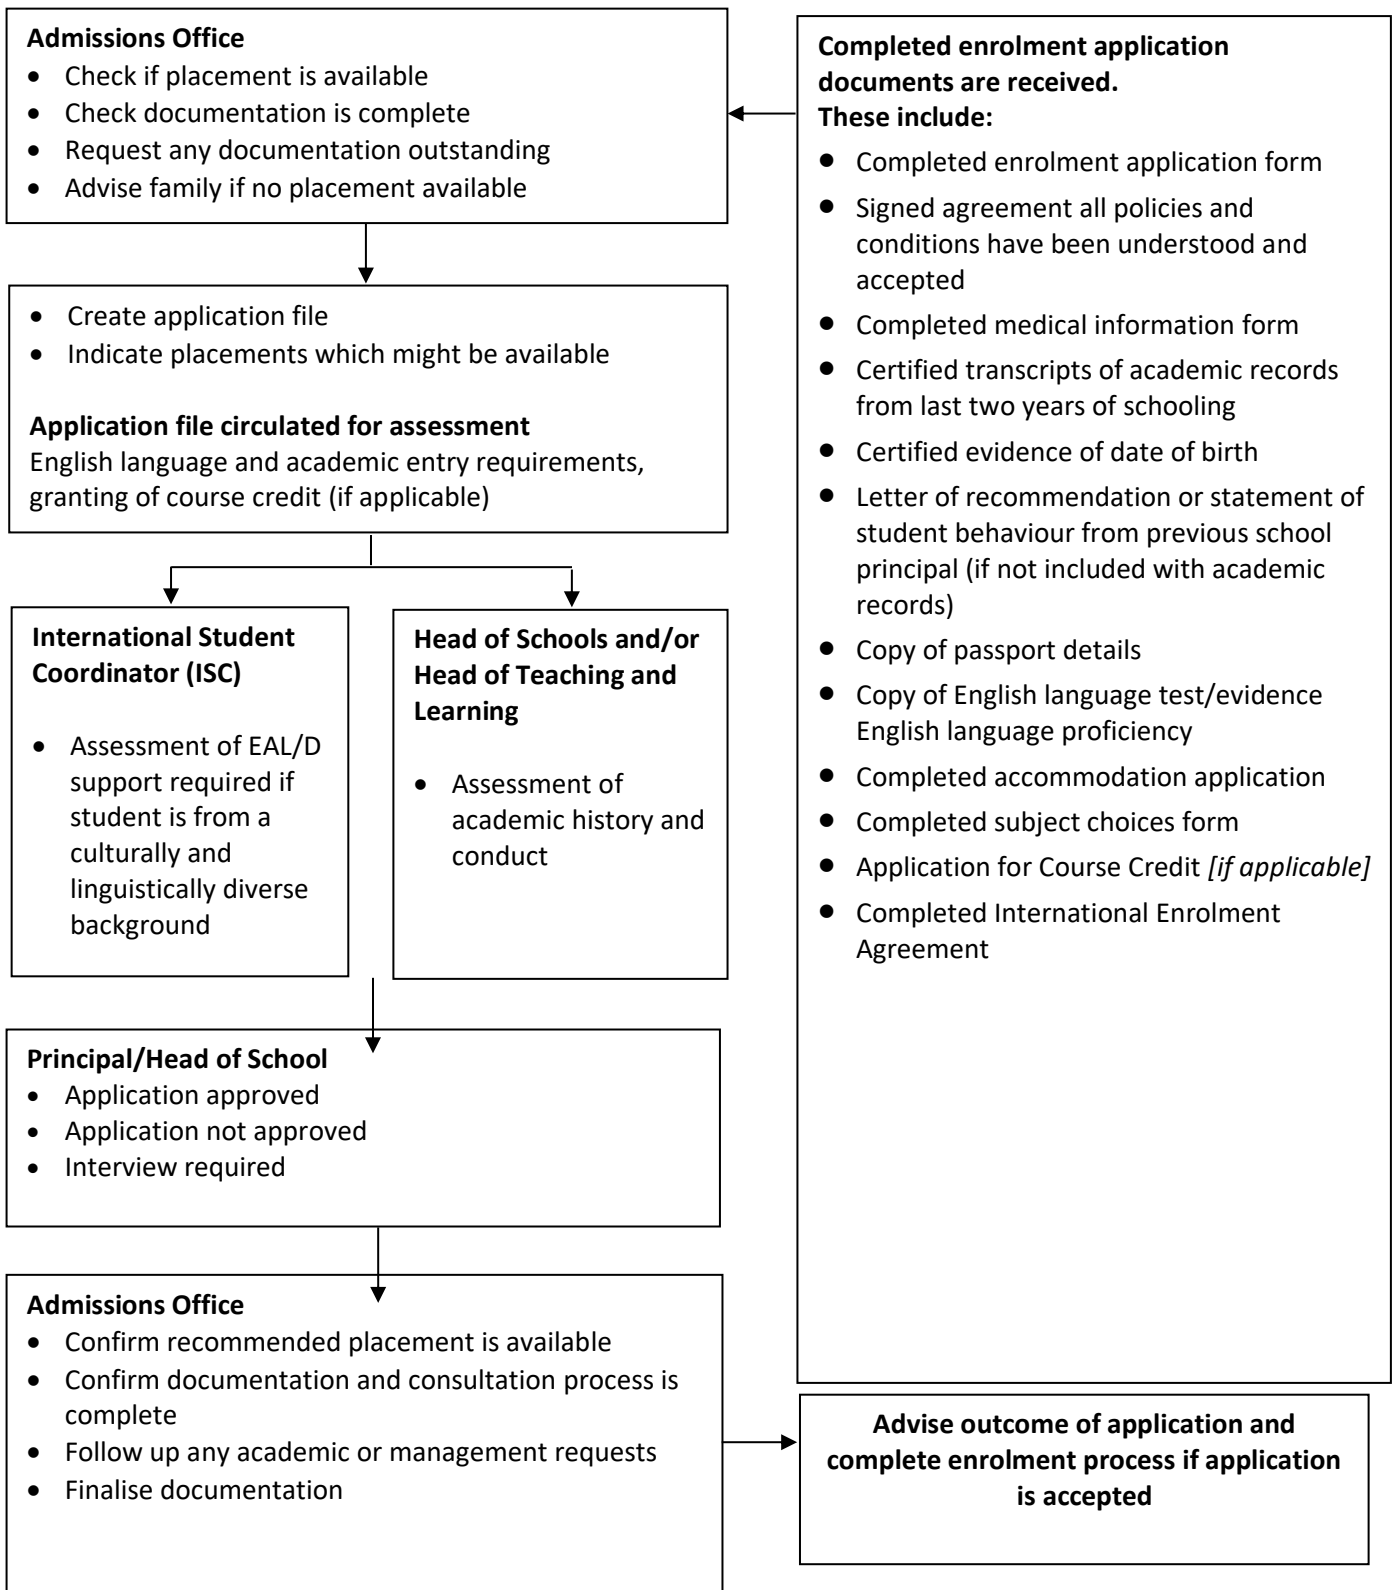 Admissions Office
• Check if placement is available
• Check documentation is complete
• Request any documentation outstanding
• Advise family if no placement available
Completed enrolment application
documents are received.
These include:
• Completed enrolment application form
• Signed agreement all policies and
conditions have been understood and
accepted
• Completed medical information form
• Certified transcripts of academic records
from last two years of schooling
• Certified evidence of date of birth
• Letter of recommendation or statement of
student behaviour from previous school
principal (if not included with academic
records)
• Copy of passport details
• Copy of English language test/evidence
English language proficiency
• Completed accommodation application
• Completed subject choices form
• Application for Course Credit [if applicable]
• Completed International Enrolment
Agreement
• Create application file
• Indicate placements which might be available
Application file circulated for assessment
English language and academic entry requirements,
granting of course credit (if applicable)
International Student
Coordinator (ISC)
• Assessment of EAL/D
support required if
student is from a
culturally and
linguistically diverse
background
Head of Schools and/or
Head of Teaching and
Learning
• Assessment of
academic history and
conduct
Principal/Head of School
• Application approved
• Application not approved
• Interview required
Admissions Office
• Confirm recommended placement is available
• Confirm documentation and consultation process is
complete
• Follow up any academic or management requests
• Finalise documentation
Advise outcome of application and
complete enrolment process if application
is accepted